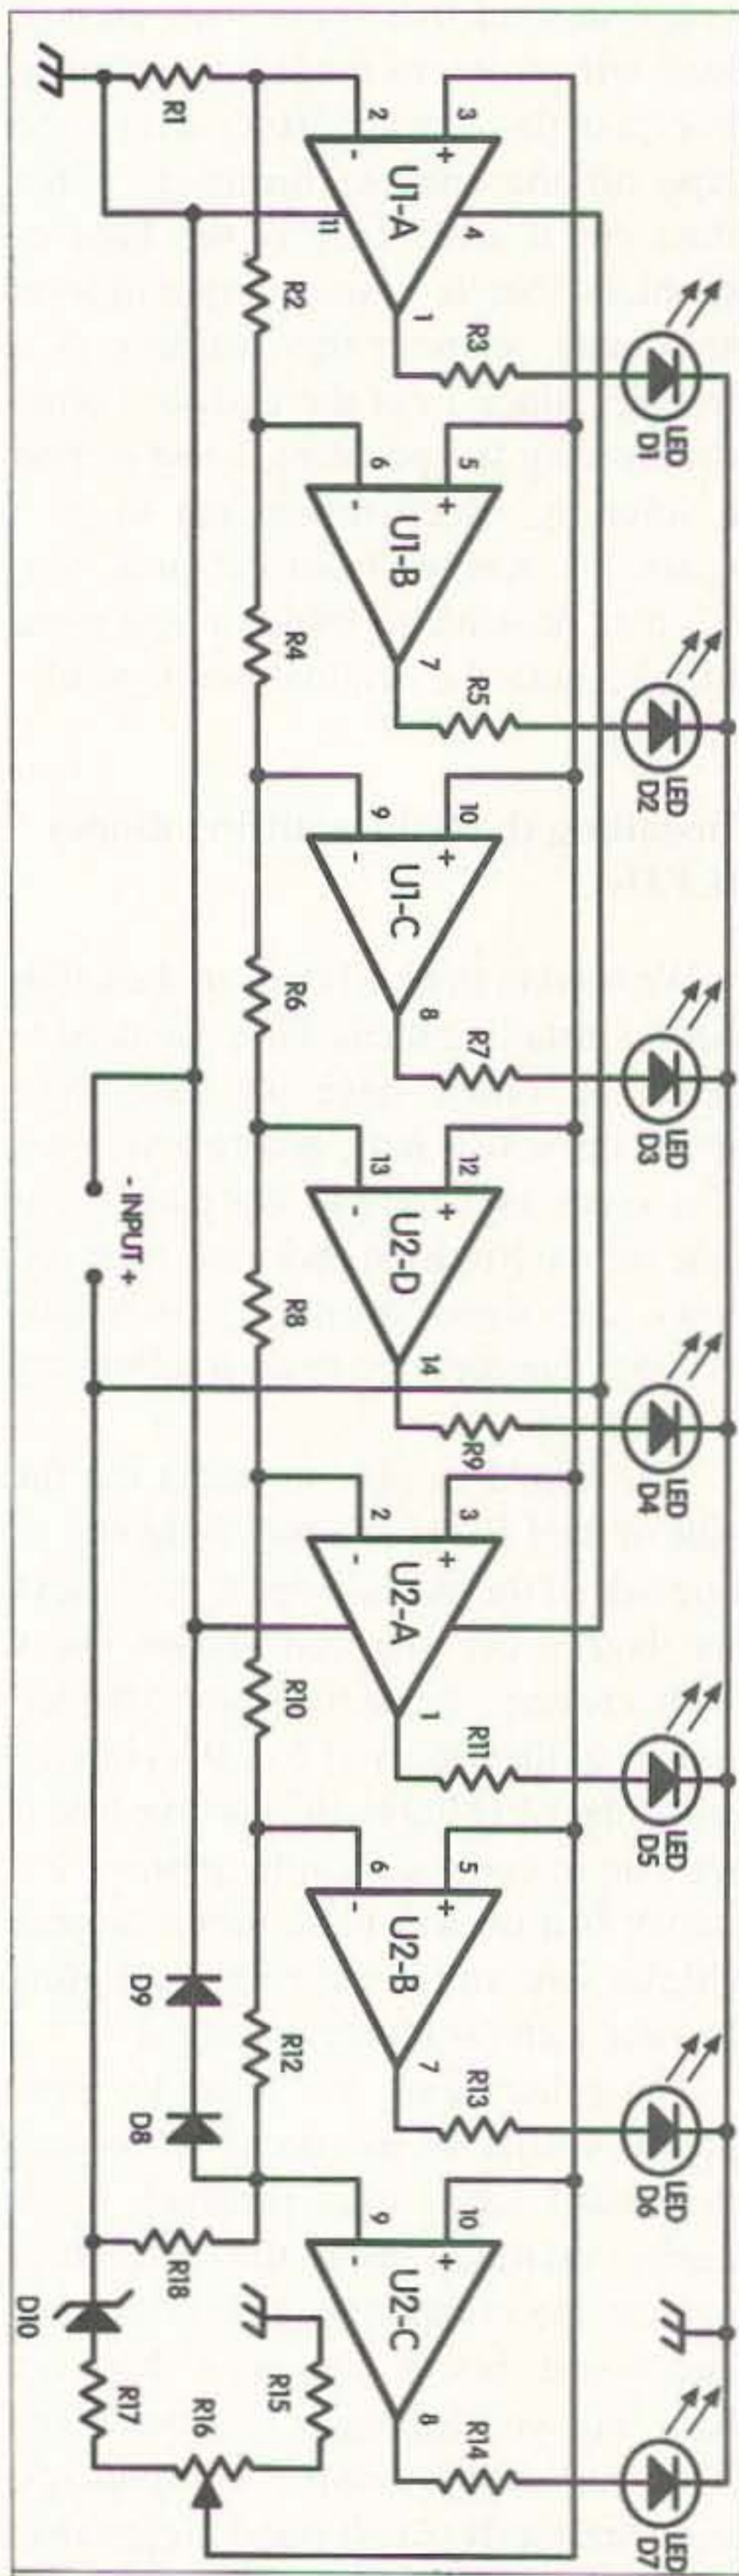 R1
2
3
-
+
U1-A
11
4
1
R2
R3
LED
D1
6
5
-
+
U1-B
7
R4
R5
LED
D2
9
10
-
+
U1-C
8
R6
R7
LED
D3
13
12
-
+
U2-D
14
- INPUT +
R8
R9
LED
D4
2
3
-
+
U2-A
1
R10
R11
LED
D5
6
5
-
+
U2-B
7
D9
R12
R13
LED
D6
D8
9
10
-
+
U2-C
8
R18
D10
R17
R15
R16
R14
LED
D7